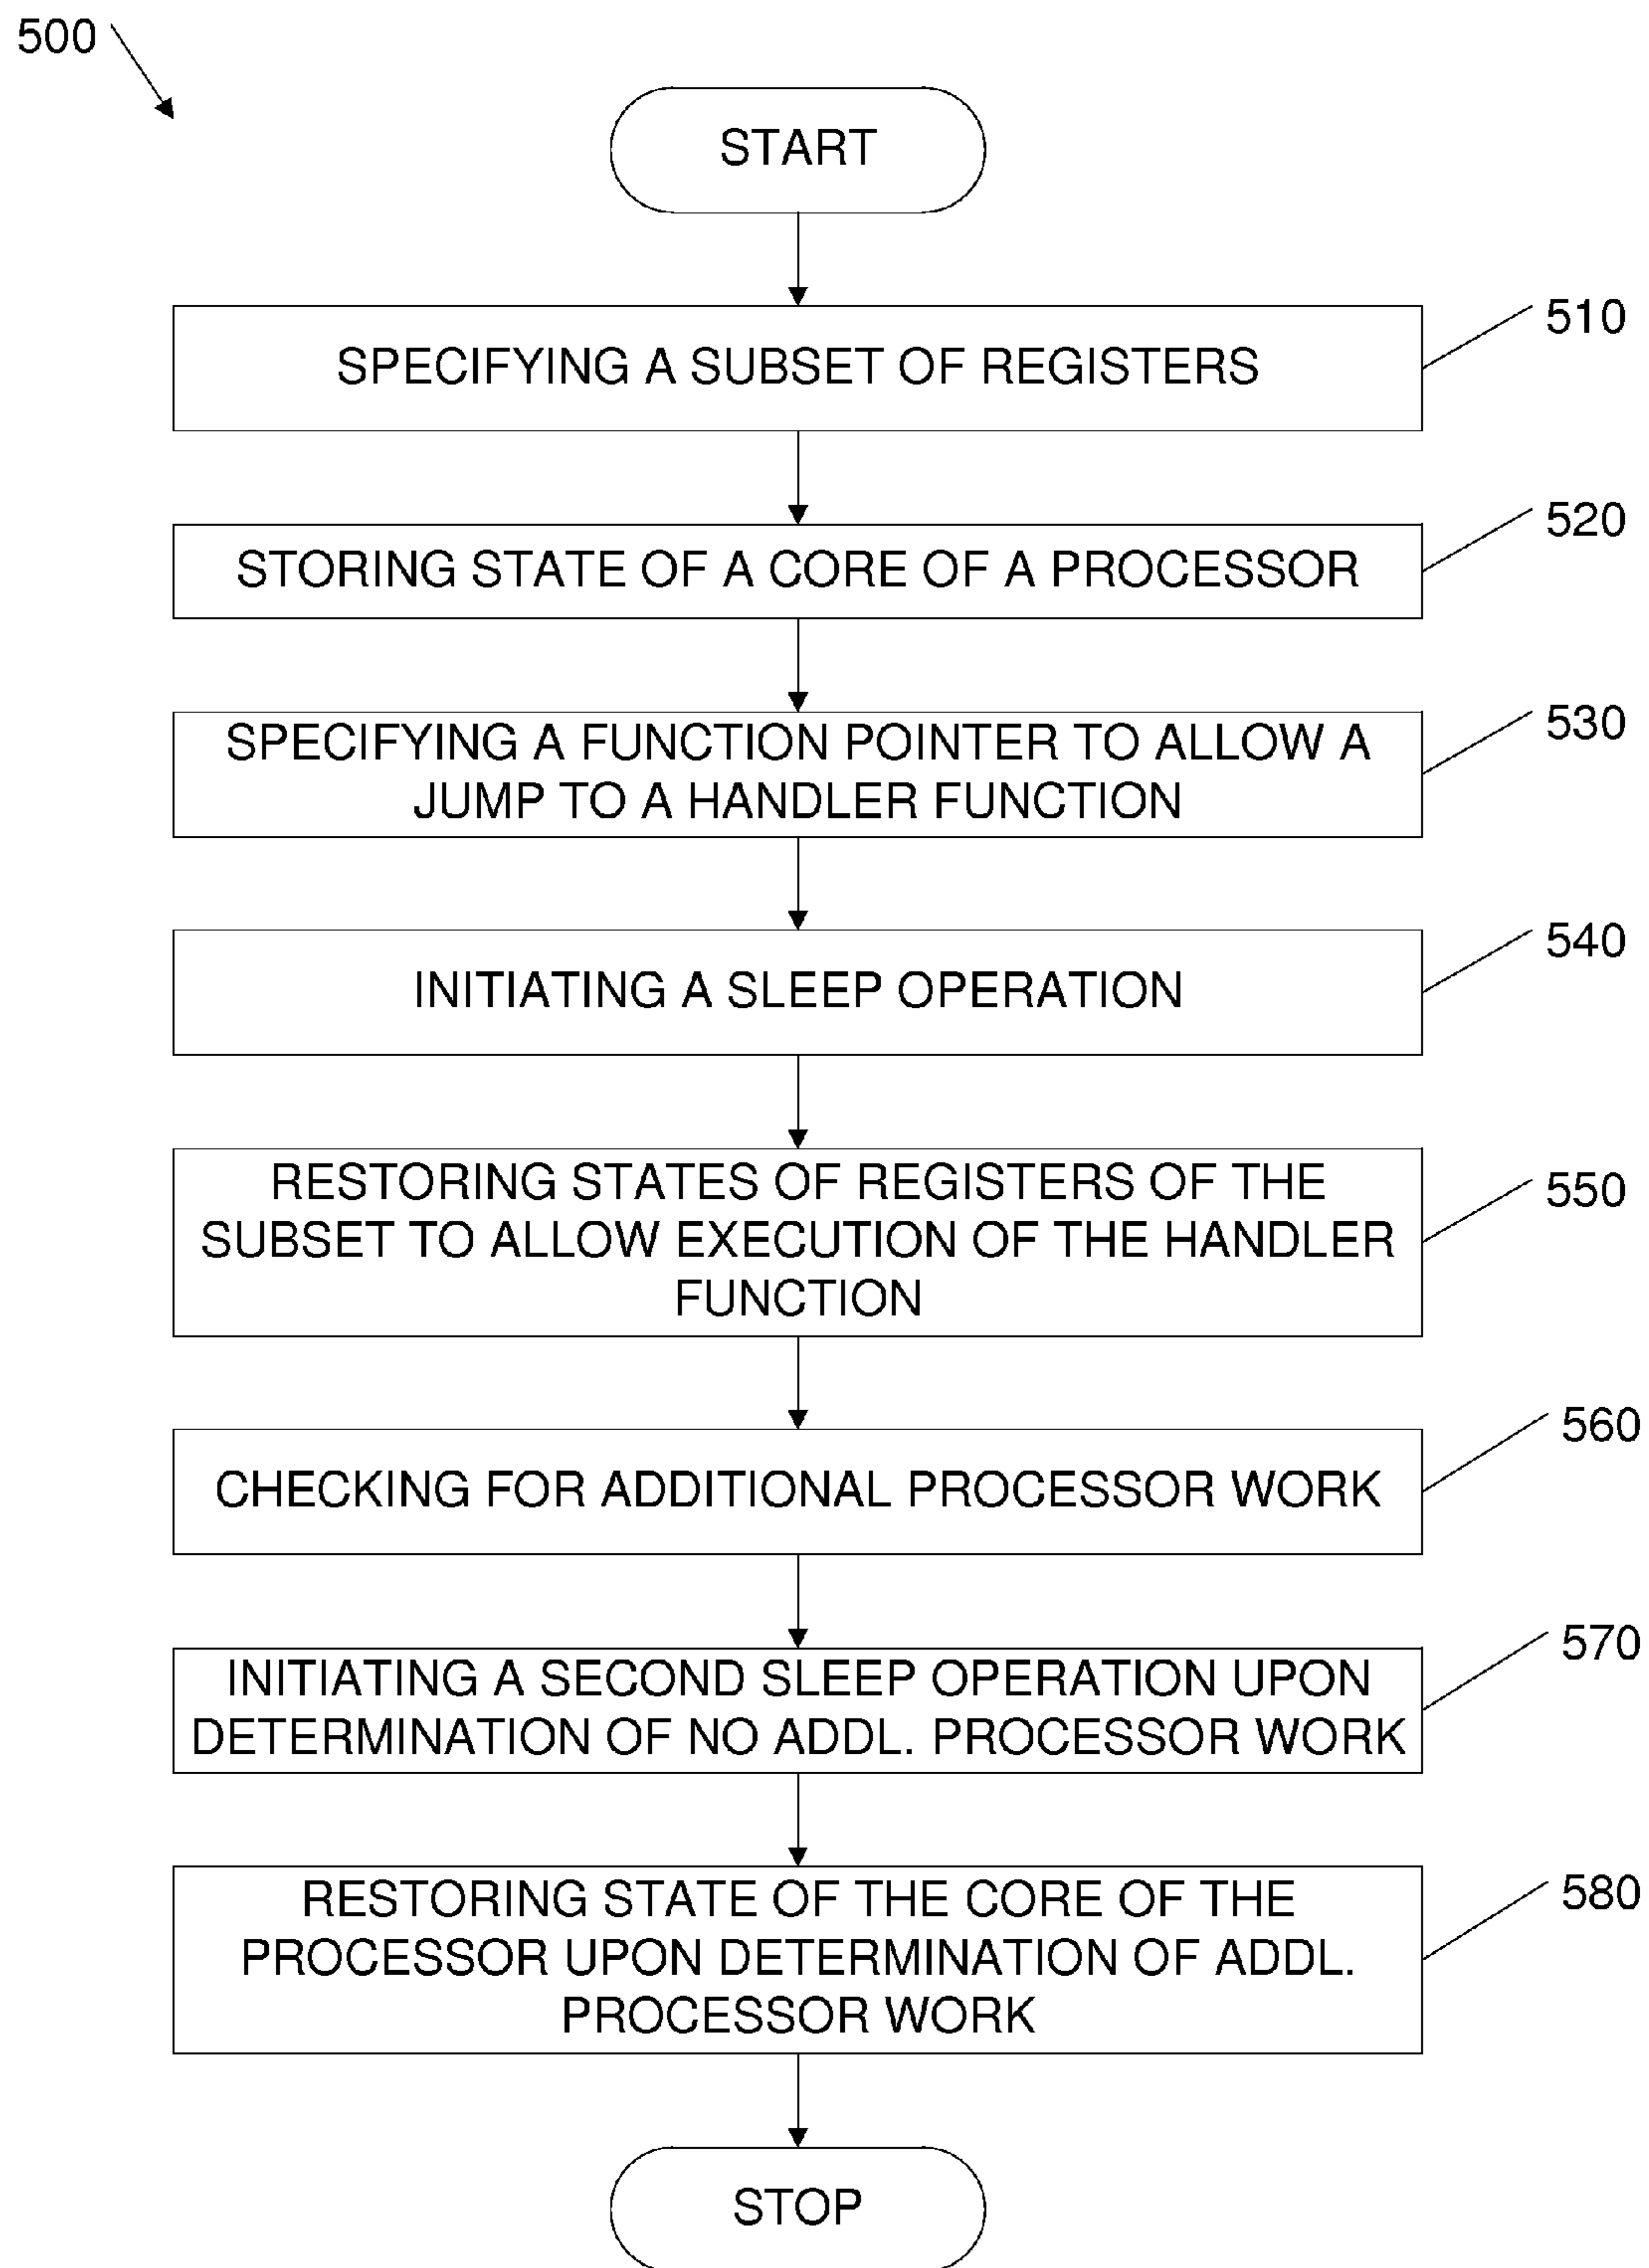 500
START
SPECIFYING A SUBSET OF REGISTERS
510
STORING STATE OF A CORE OF A PROCESSOR
520
SPECIFYING A FUNCTION POINTER TO ALLOW A
JUMP TO A HANDLER FUNCTION
530
INITIATING A SLEEP OPERATION
540
RESTORING STATES OF REGISTERS OF THE
SUBSET TO ALLOW EXECUTION OF THE HANDLER
FUNCTION
550
CHECKING FOR ADDITIONAL PROCESSOR WORK
560
INITIATING A SECOND SLEEP OPERATION UPON
DETERMINATION OF NO ADDL. PROCESSOR WORK
570
RESTORING STATE OF THE CORE OF THE
PROCESSOR UPON DETERMINATION OF ADDL.
PROCESSOR WORK
580
STOP